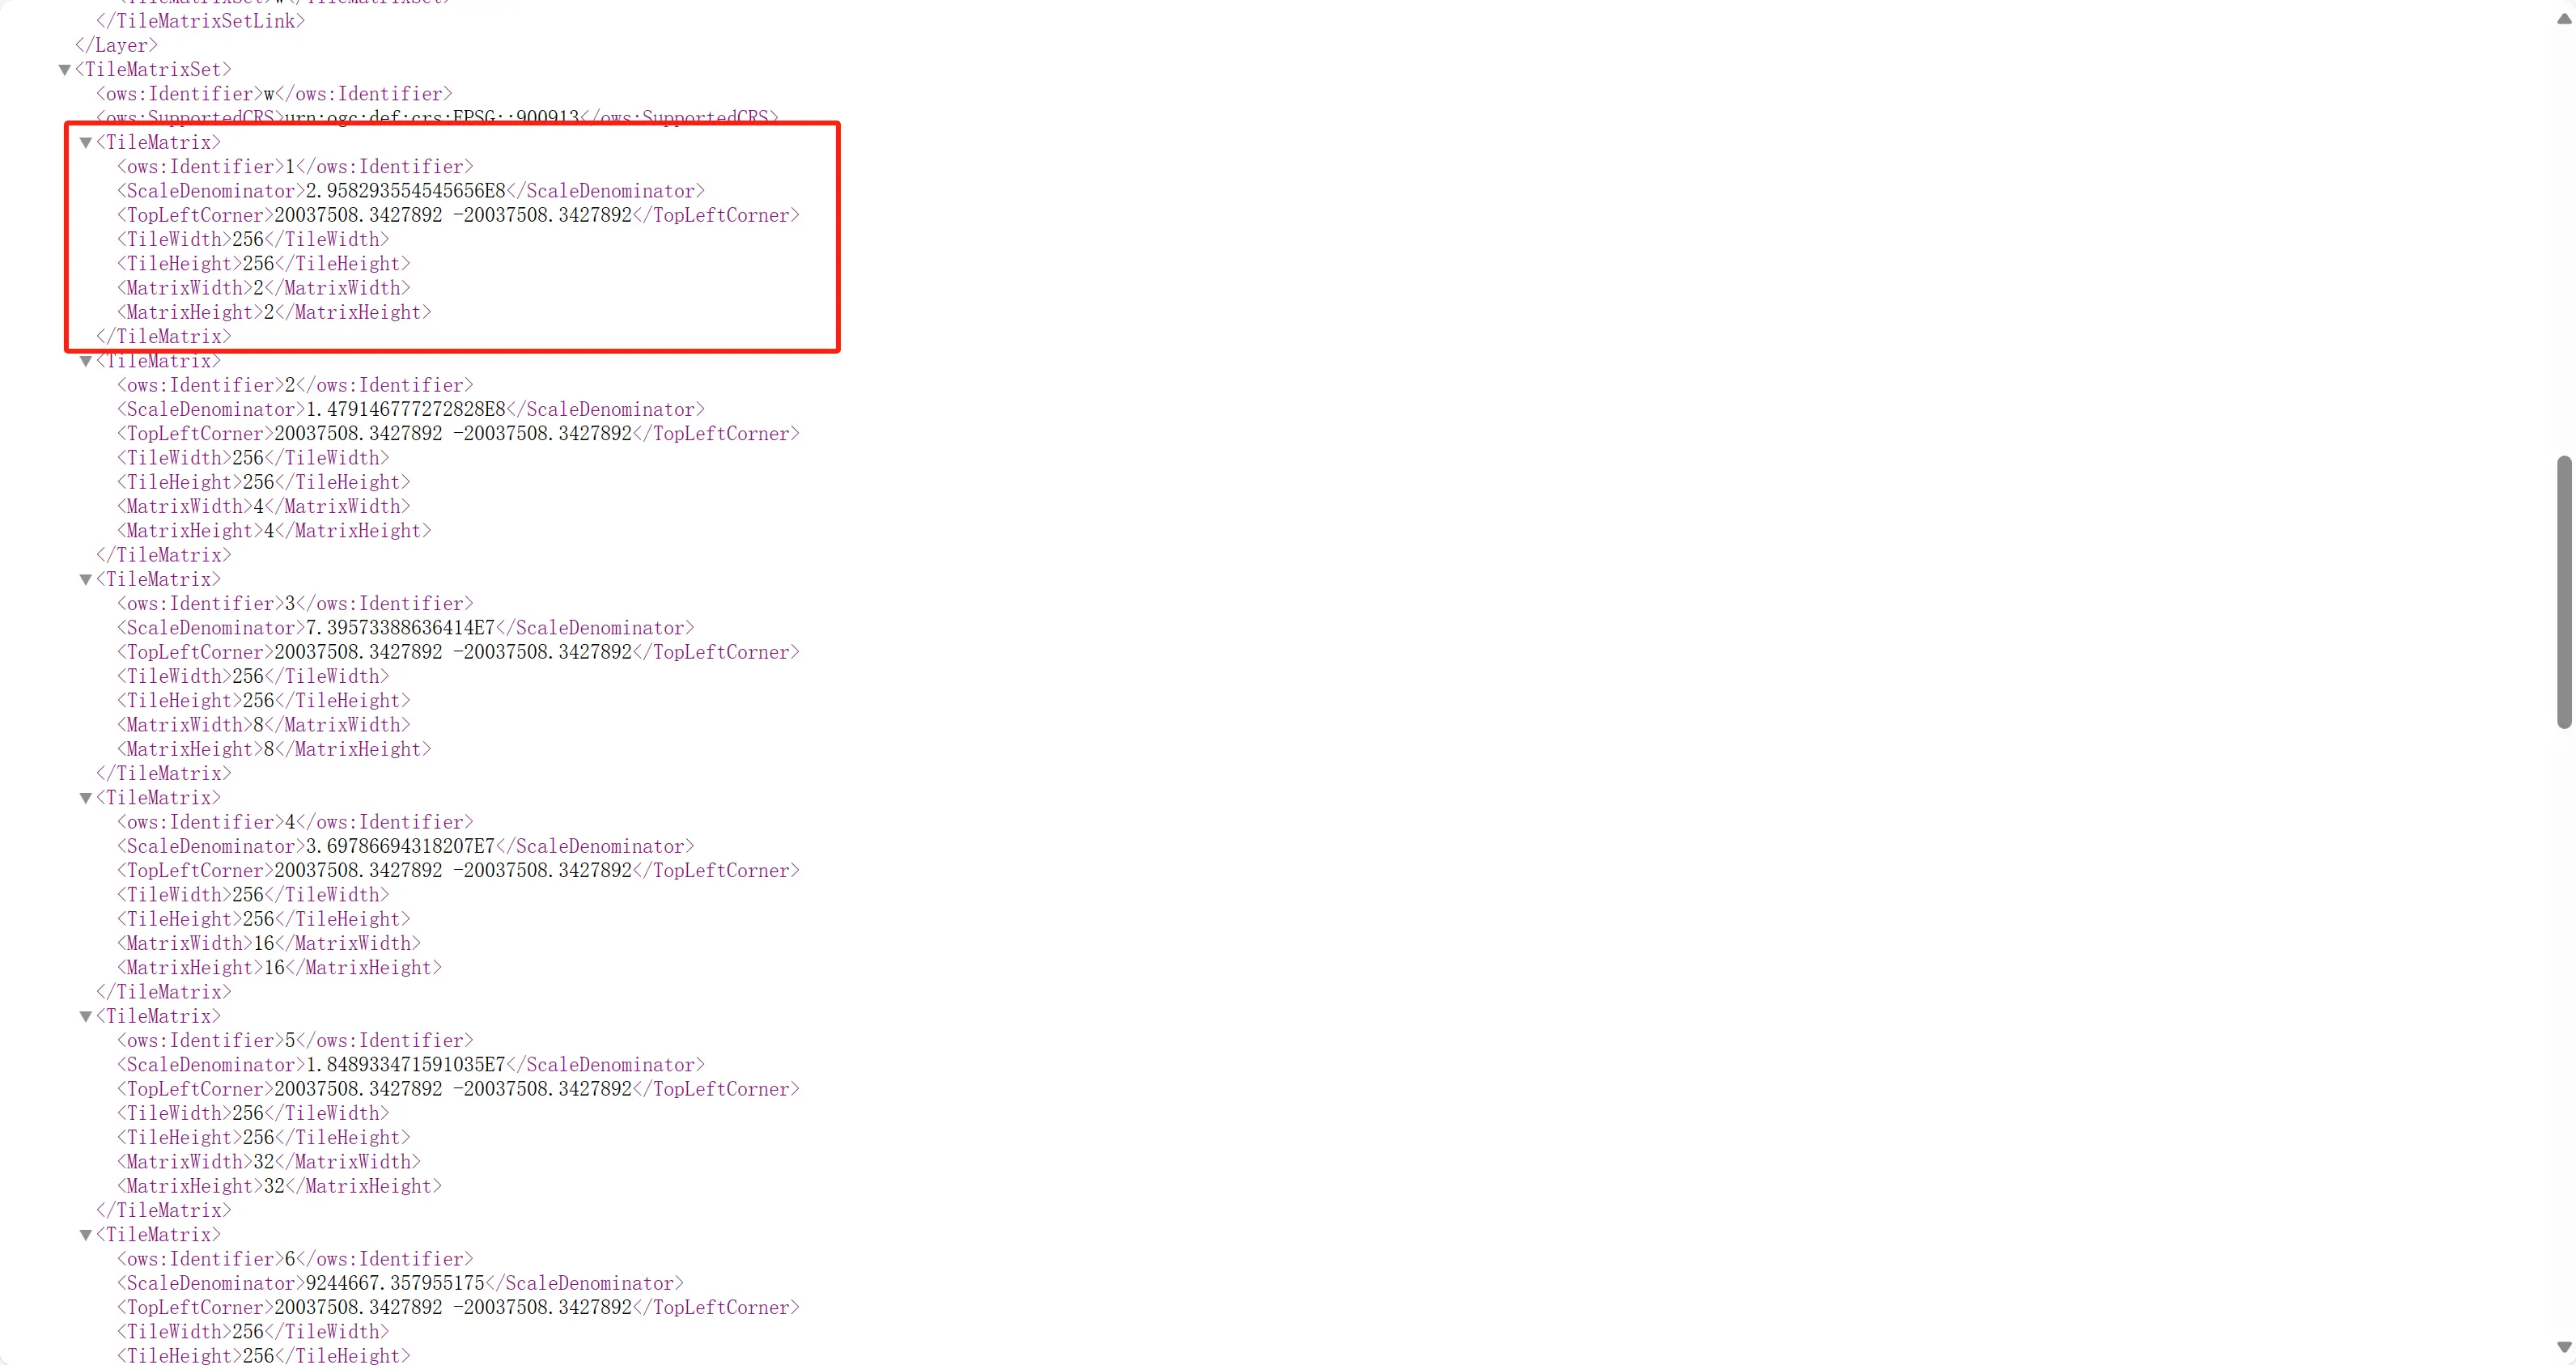 <TileMatrixSet>w</TileMatrixSet>
</TileMatrixSetLink>
</Layer>
▼<TileMatrixSet>
<ows:Identifier>w</ows:Identifier>
<ows:SupportedCRS>urn:ogc:def:crs:EPSG::900913</ows:SupportedCRS>
▼<TileMatrix>
<ows:Identifier>1</ows:Identifier>
<ScaleDenominator>2.958293554545656E8</ScaleDenominator>
<TopLeftCorner>20037508.3427892 -20037508.3427892</TopLeftCorner>
<TileWidth>256</TileWidth>
<TileHeight>256</TileHeight>
<MatrixWidth>2</MatrixWidth>
<MatrixHeight>2</MatrixHeight>
</TileMatrix>
▼<TileMatrix>
<ows:Identifier>2</ows:Identifier>
<ScaleDenominator>1.479146777272828E8</ScaleDenominator>
<TopLeftCorner>20037508.3427892 -20037508.3427892</TopLeftCorner>
<TileWidth>256</TileWidth>
<TileHeight>256</TileHeight>
<MatrixWidth>4</MatrixWidth>
<MatrixHeight>4</MatrixHeight>
</TileMatrix>
▼<TileMatrix>
<ows:Identifier>3</ows:Identifier>
<ScaleDenominator>7.39573388636414E7</ScaleDenominator>
<TopLeftCorner>20037508.3427892 -20037508.3427892</TopLeftCorner>
<TileWidth>256</TileWidth>
<TileHeight>256</TileHeight>
<MatrixWidth>8</MatrixWidth>
<MatrixHeight>8</MatrixHeight>
</TileMatrix>
▼<TileMatrix>
<ows:Identifier>4</ows:Identifier>
<ScaleDenominator>3.69786694318207E7</ScaleDenominator>
<TopLeftCorner>20037508.3427892 -20037508.3427892</TopLeftCorner>
<TileWidth>256</TileWidth>
<TileHeight>256</TileHeight>
<MatrixWidth>16</MatrixWidth>
<MatrixHeight>16</MatrixHeight>
</TileMatrix>
▼<TileMatrix>
<ows:Identifier>5</ows:Identifier>
<ScaleDenominator>1.848933471591035E7</ScaleDenominator>
<TopLeftCorner>20037508.3427892 -20037508.3427892</TopLeftCorner>
<TileWidth>256</TileWidth>
<TileHeight>256</TileHeight>
<MatrixWidth>32</MatrixWidth>
<MatrixHeight>32</MatrixHeight>
</TileMatrix>
▼<TileMatrix>
<ows:Identifier>6</ows:Identifier>
<ScaleDenominator>9244667.357955175</ScaleDenominator>
<TopLeftCorner>20037508.3427892 -20037508.3427892</TopLeftCorner>
<TileWidth>256</TileWidth>
<TileHeight>256</TileHeight>